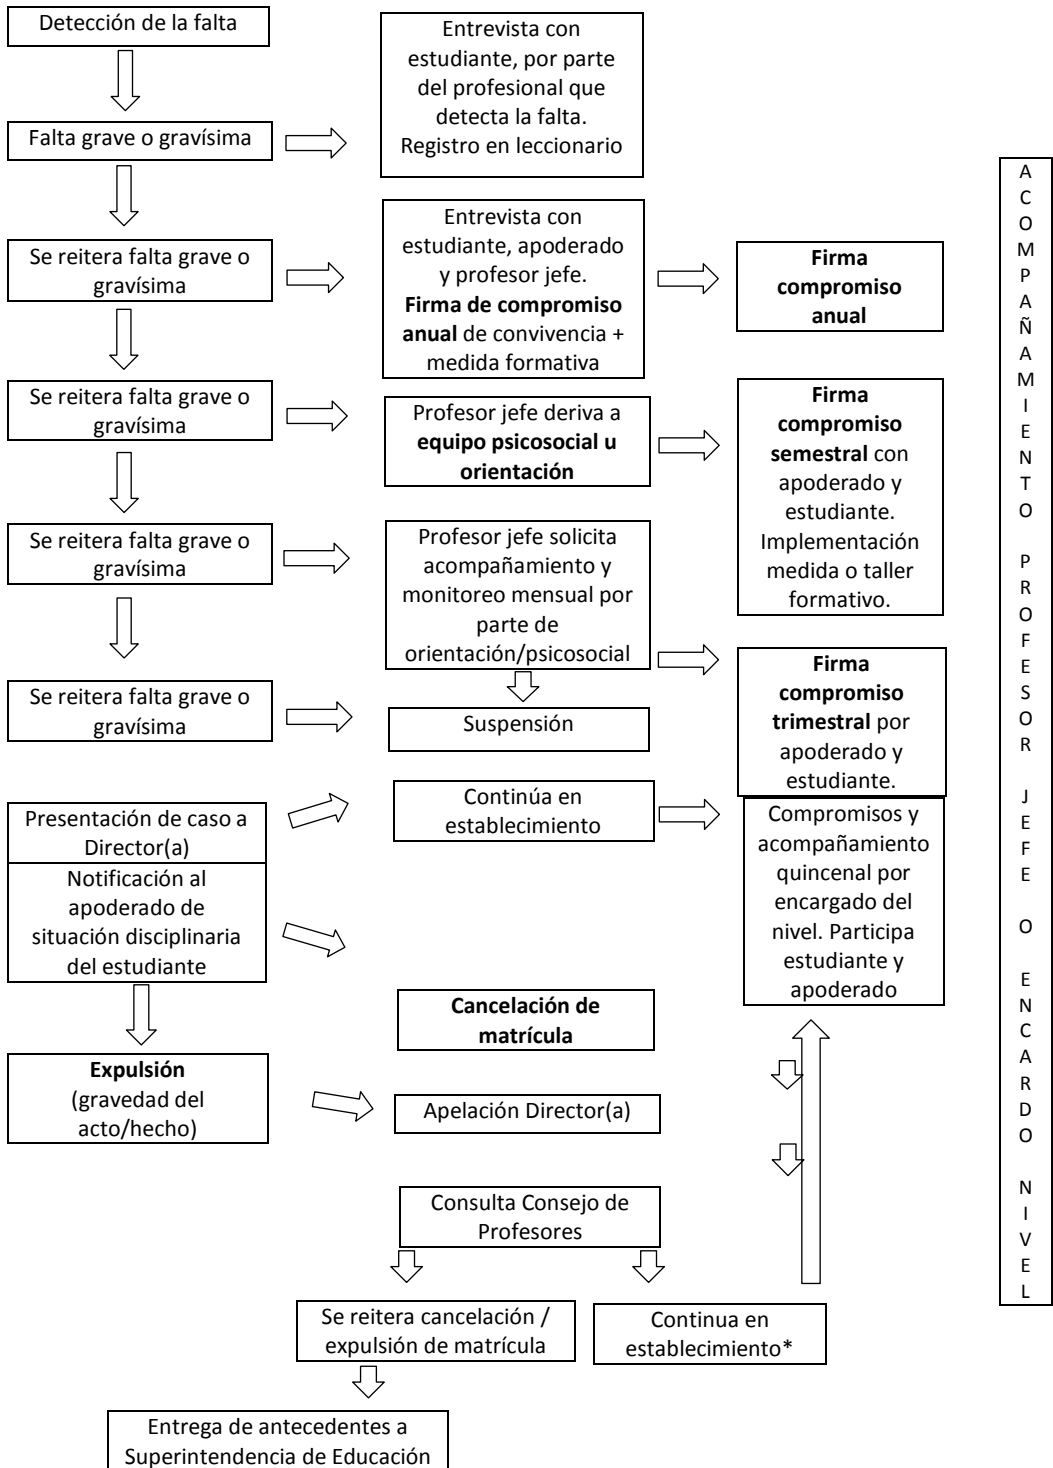 Detección de la falta
Entrevista con
estudiante, por parte
del profesional que
detecta la falta.
Registro en leccionario
Falta grave o gravísima
Se reitera falta grave o
gravísima
Entrevista con
estudiante, apoderado
y profesor jefe.
Firma de compromiso
anual de convivencia +
medida formativa
Firma
compromiso
anual
Se reitera falta grave o
gravísima
Profesor jefe deriva a
equipo psicosocial u
orientación
Firma
compromiso
semestral con
apoderado y
estudiante.
Implementación
medida o taller
formativo.
Se reitera falta grave o
gravísima
Profesor jefe solicita
acompañamiento y
monitoreo mensual por
parte de
orientación/psicosocial
Firma
compromiso
trimestral por
apoderado y
estudiante.
Se reitera falta grave o
gravísima
Suspensión
Presentación de caso a
Director(a)
Notificación al
apoderado de
situación disciplinaria
del estudiante
Continúa en
establecimiento
Compromisos y
acompañamiento
quincenal por
encargado del
nivel. Participa
estudiante y
apoderado
Cancelación de
matrícula
Expulsión
(gravedad del
acto/hecho)
Apelación Director(a)
Consulta Consejo de
Profesores
Se reitera cancelación /
expulsión de matrícula
Continua en
establecimiento*
Entrega de antecedentes a
Superintendencia de Educación
ACOMPAÑAMIENTO PROFESOR JEFE O ENCARDO NIVEL